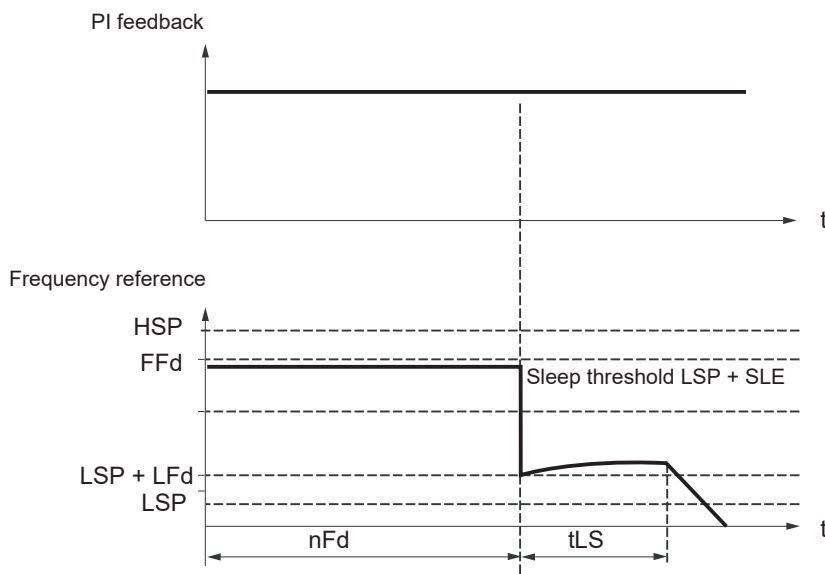 PI feedback
t
Frequency reference
HSP
FFd
Sleep threshold LSP + SLE
LSP + LFd
LSP
t
nFd
tLS